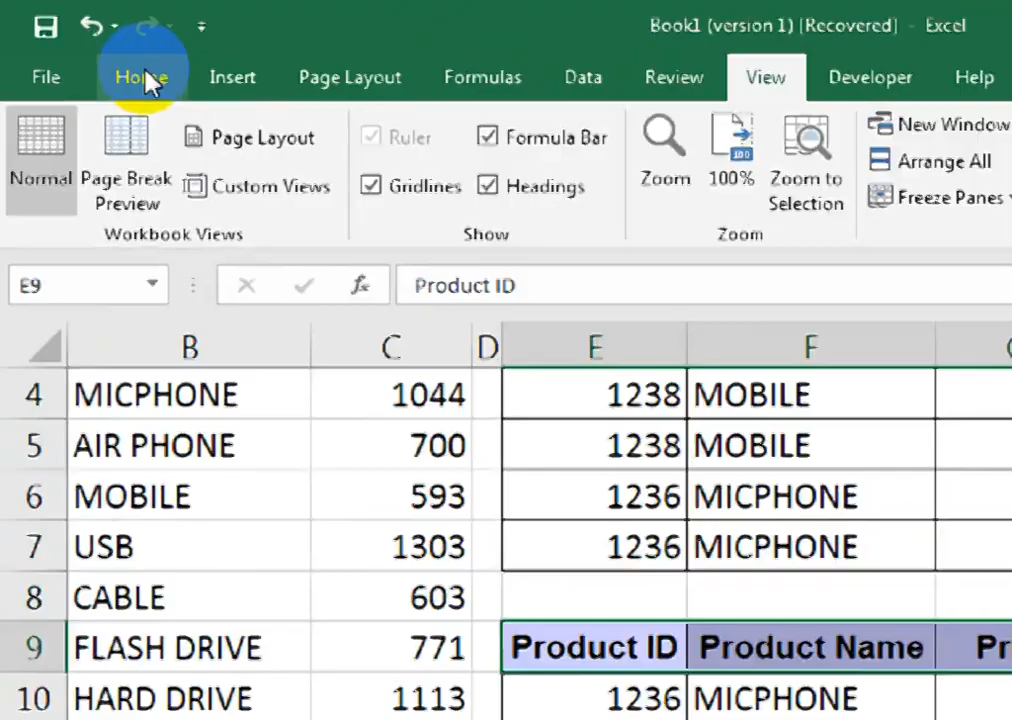 Book1 (version 1) [Recovered] - Excel
File Home Insert Page Layout Formulas Data Review View Developer Help
Normal Page Break Preview Page Layout Custom Views
Workbook Views
Ruler Formula Bar
Gridlines Headings
Show
Zoom 100% Zoom to Selection
100
Zoom
New Window
Arrange All
Freeze Panes
E9 fx Product ID
B C D E F
4 MICPHONE 1044 1238 MOBILE
5 AIR PHONE 700 1238 MOBILE
6 MOBILE 593 1236 MICPHONE
7 USB 1303 1236 MICPHONE
8 CABLE 603
9 FLASH DRIVE 771 Product ID Product Name Pr
10 HARD DRIVE 1113 1236 MICPHONE